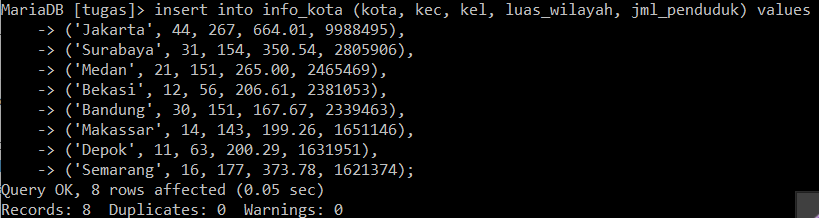 MariaDB [tugas]> insert into info_kota (kota, kec, kel, luas_wilayah, jml_penduduk) values
    -> ('Jakarta', 44, 267, 664.01, 9988495),
    -> ('Surabaya', 31, 154, 350.54, 2805906),
    -> ('Medan', 21, 151, 265.00, 2465469),
    -> ('Bekasi', 12, 56, 206.61, 2381053),
    -> ('Bandung', 30, 151, 167.67, 2339463),
    -> ('Makassar', 14, 143, 199.26, 1651146),
    -> ('Depok', 11, 63, 200.29, 1631951),
    -> ('Semarang', 16, 177, 373.78, 1621374);
Query OK, 8 rows affected (0.05 sec)
Records: 8  Duplicates: 0  Warnings: 0